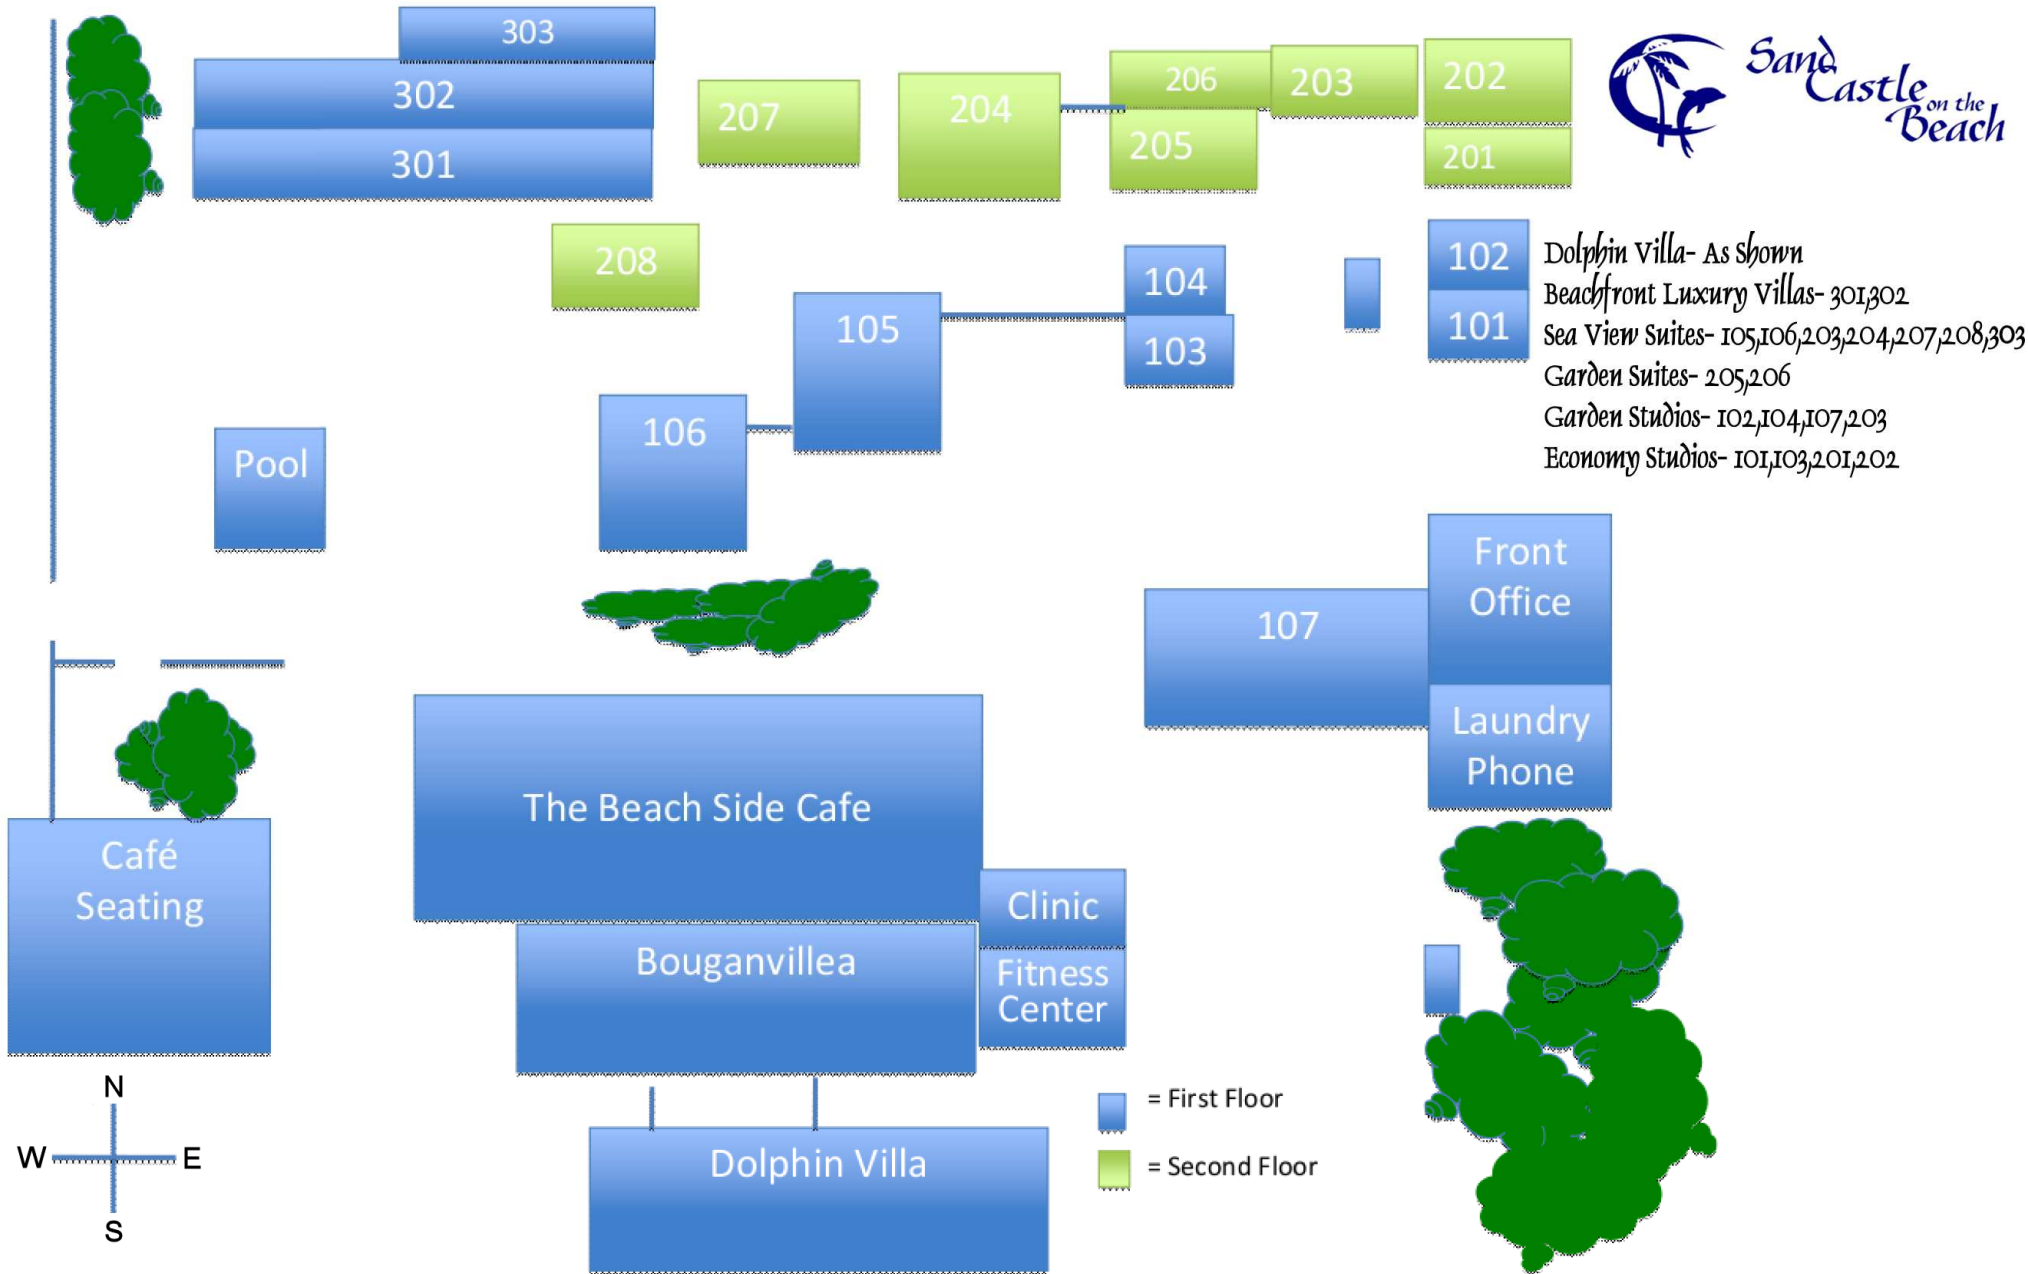 303
302
301
207
204
206
203
202
205
201
Sand
Castle
on the
Beach
208
104
102
105
103
101
106
Pool
Dolphin Villa- As Shown
Beachfront Luxury Villas- 301,302
Sea View Suites- 105,106,203,204,207,208,303
Garden Suites- 205,206
Garden Studios- 102,104,107,203
Economy Studios- 101,103,201,202
107
Front
Office
Laundry
Phone
The Beach Side Cafe
Café
Seating
Clinic
Bouganvillea
Fitness
Center
Dolphin Villa
= First Floor
= Second Floor
N
W E
S